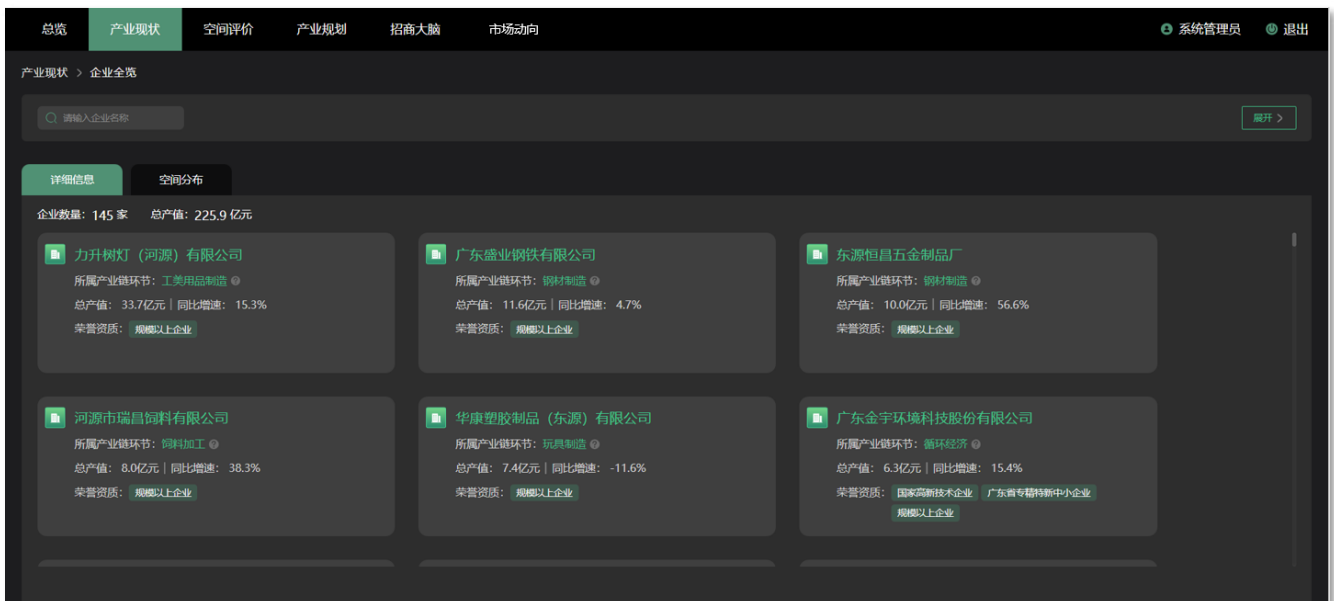 总览 产业现状 空间评价 产业规划 招商大脑 市场动向 系统管理员 退出
产业现状 > 企业全览
请输入企业名称 展开 >
详细信息 空间分布
企业数量：145 家 总产值：225.9 亿元
力升树灯（河源）有限公司
所属产业链环节：工美用品制造
总产值：33.7亿元 | 同比增速：15.3%
荣誉资质：规模以上企业
广东盛业钢铁有限公司
所属产业链环节：钢材制造
总产值：11.6亿元 | 同比增速：4.7%
荣誉资质：规模以上企业
东源恒昌五金制品厂
所属产业链环节：钢材制造
总产值：10.0亿元 | 同比增速：56.6%
荣誉资质：规模以上企业
河源市瑞昌饲料有限公司
所属产业链环节：饲料加工
总产值：8.0亿元 | 同比增速：38.3%
荣誉资质：规模以上企业
华康塑胶制品（东源）有限公司
所属产业链环节：玩具制造
总产值：7.4亿元 | 同比增速：-11.6%
荣誉资质：规模以上企业
广东金宇环境科技股份有限公司
所属产业链环节：循环经济
总产值：6.3亿元 | 同比增速：15.4%
荣誉资质：国家高新技术企业 广东省专精特新中小企业
规模以上企业